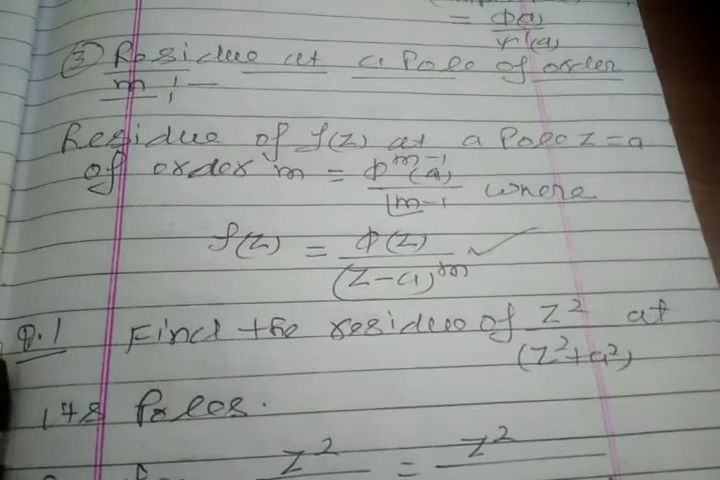 = Φ(a)
ψ'(a)
③ Residue at a Pole of order
m :—
Residue of f(z) at a Pole z = a
of order m = Φ^{m-1}(a) / |m-1 where
f(z) = Φ(z) / (z-a)^m ✓
Q.1 Find the residue of z² / (z²+a²) at
its Poles.
z² = z²